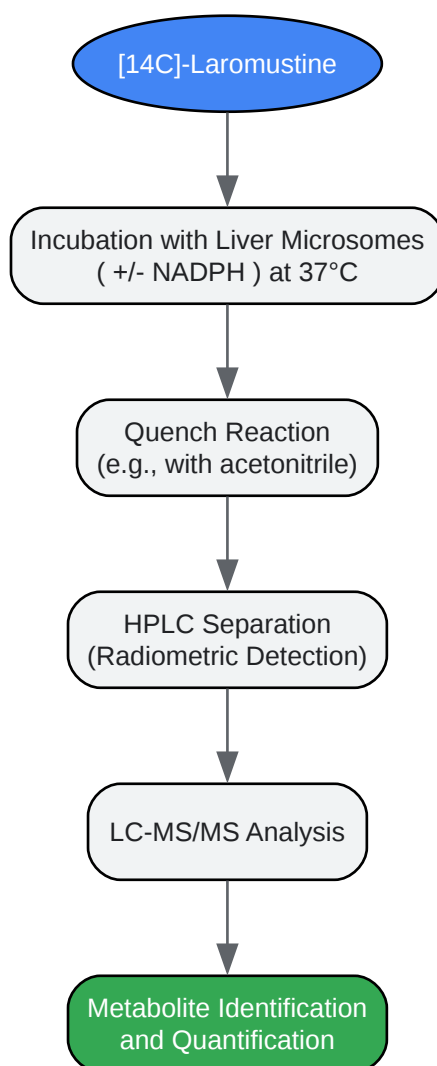 [14C]-Laromustine
Incubation with Liver Microsomes
( +/- NADPH ) at 37°C
Quench Reaction
(e.g., with acetonitrile)
HPLC Separation
(Radiometric Detection)
LC-MS/MS Analysis
Metabolite Identification
and Quantification